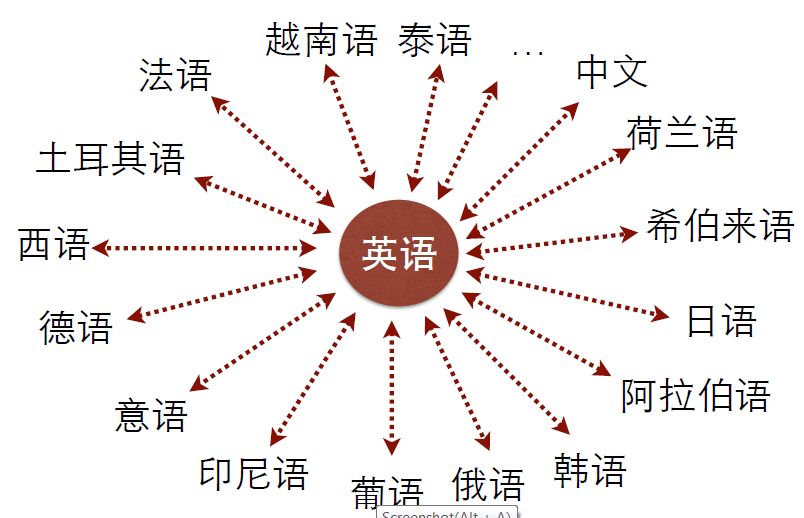 越南语
泰语
…
中文
法语
荷兰语
土耳其语
希伯来语
西语
英语
德语
日语
意语
阿拉伯语
印尼语
葡语
俄语
韩语
Screenshot(Alt + A)